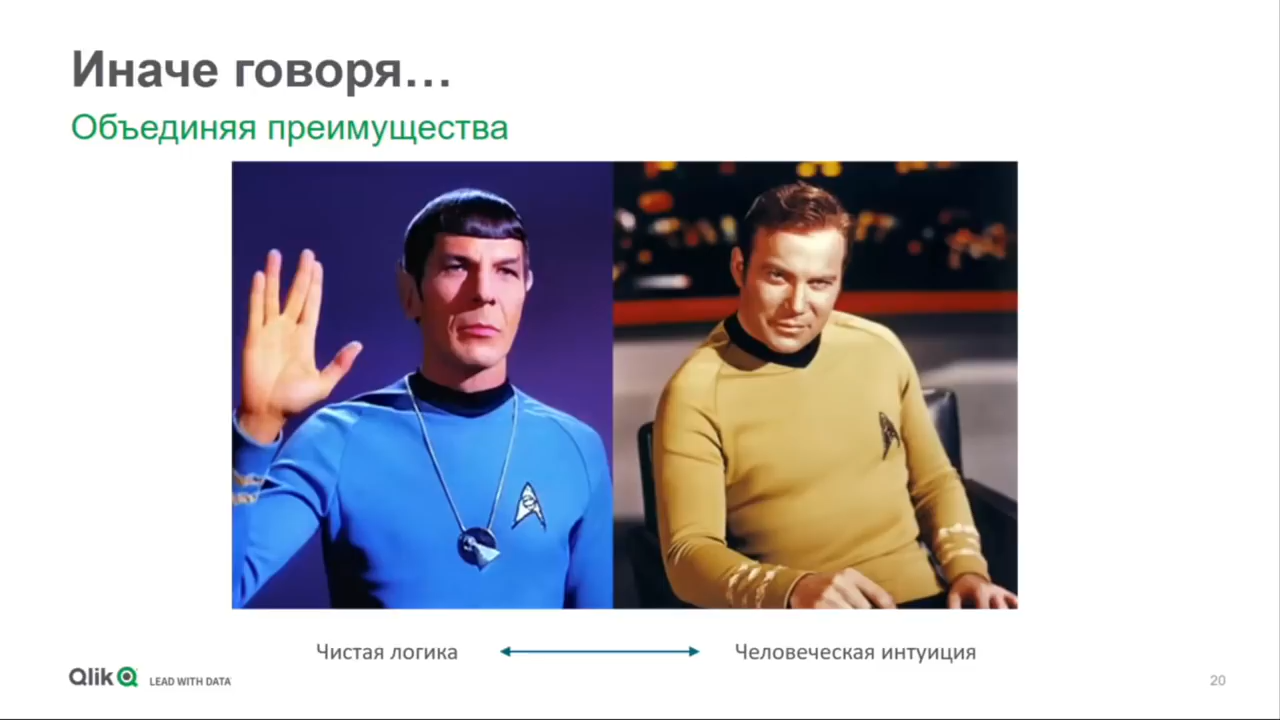 Иначе говоря…
Объединяя преимущества
Чистая логика
Человеческая интуиция
Qlik
LEAD WITH DATA
20